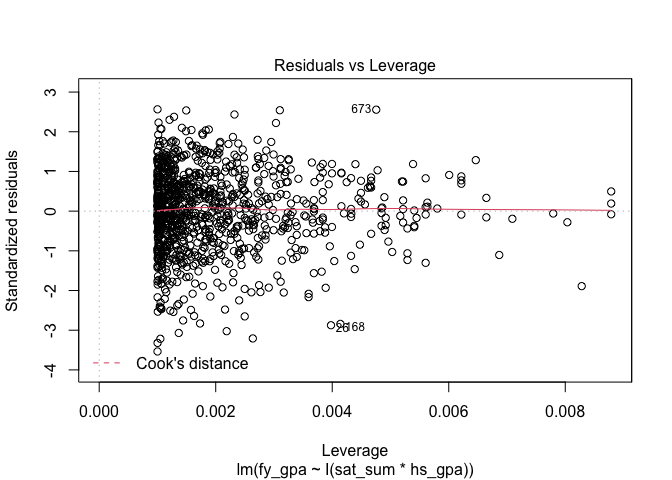 Residuals vs Leverage
Standardized residuals
3
2
1
0
-1
-2
-3
-4
673
168
Cook's distance
0.000 0.002 0.004 0.006 0.008
Leverage
lm(fy_gpa ~ I(sat_sum * hs_gpa))